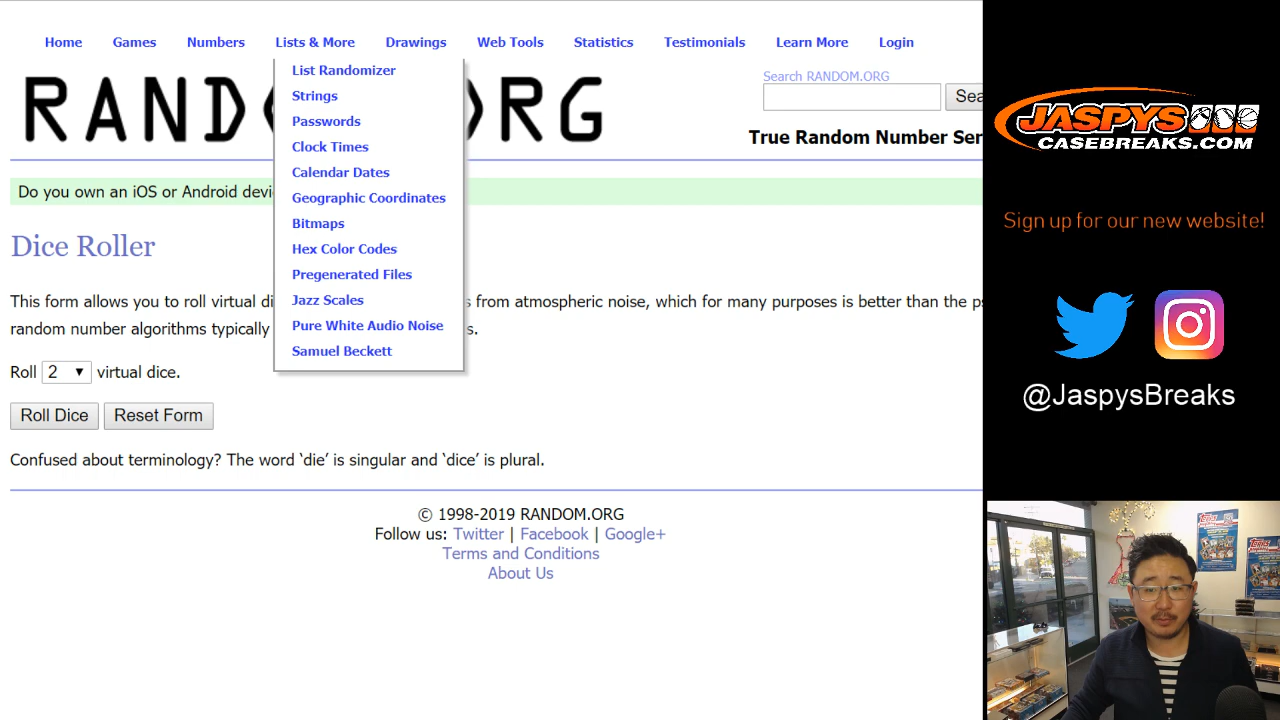 Home Games Numbers Lists & More Drawings Web Tools Statistics Testimonials Learn More Login
List Randomizer
Strings
Passwords
Clock Times
Calendar Dates
Geographic Coordinates
Bitmaps
Hex Color Codes
Pregenerated Files
Jazz Scales
Pure White Audio Noise
Samuel Beckett
RAND RG
Search RANDOM.ORG
Sea
True Random Number Ser
Do you own an iOS or Android devi
Dice Roller
This form allows you to roll virtual di s from atmospheric noise, which for many purposes is better than the ps
random number algorithms typically s.
Roll 2 virtual dice.
Roll Dice Reset Form
Confused about terminology? The word ‘die’ is singular and ‘dice’ is plural.
© 1998-2019 RANDOM.ORG
Follow us: Twitter | Facebook | Google+
Terms and Conditions
About Us
JASPYS
CASEBREAKS.COM
Sign up for our new website!
@JaspysBreaks
TOPPS
TOPPS